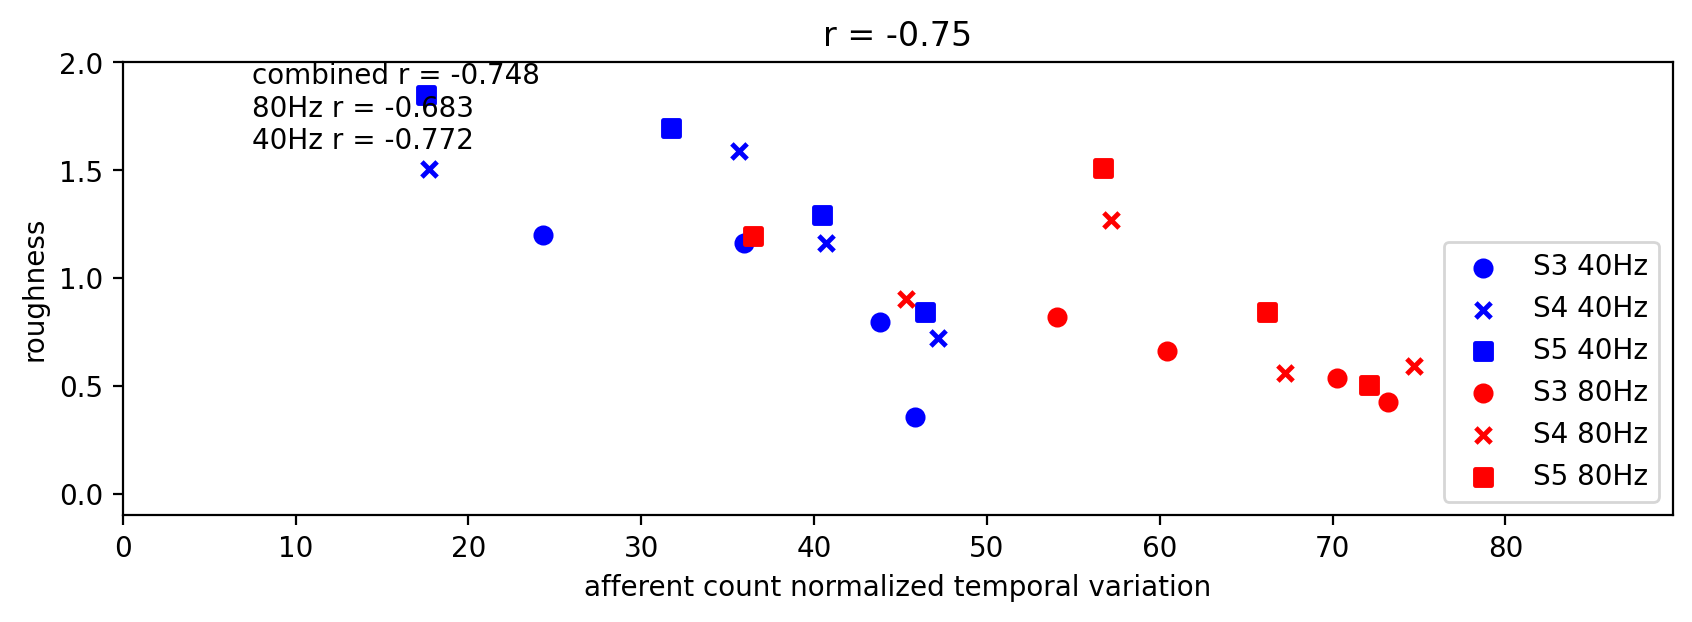 r = -0.75
combined r = -0.748
80Hz r = -0.683
40Hz r = -0.772
2.0
1.5
1.0
0.5
0.0
roughness
S3 40Hz
S4 40Hz
S5 40Hz
S3 80Hz
S4 80Hz
S5 80Hz
0 10 20 30 40 50 60 70 80
afferent count normalized temporal variation